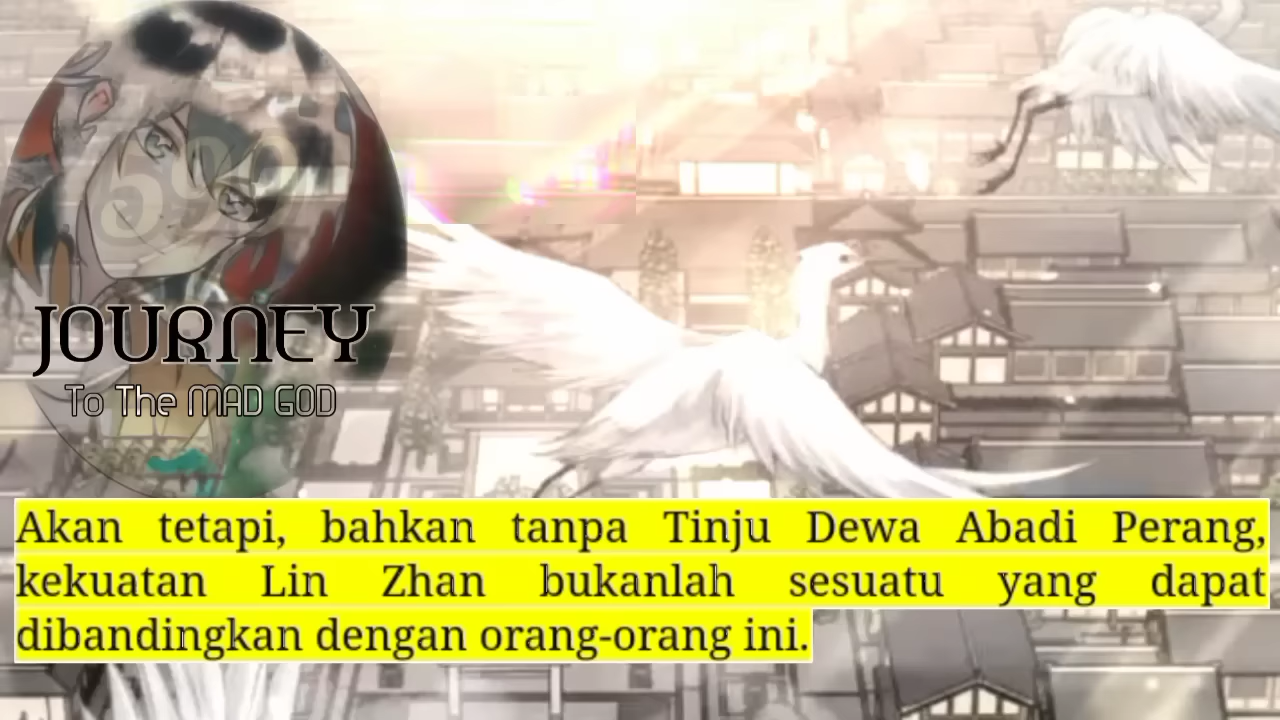 JOURNEY
To The MAD GOD
Akan tetapi, bahkan tanpa Tinju Dewa Abadi Perang,
kekuatan Lin Zhan bukanlah sesuatu yang dapat
dibandingkan dengan orang-orang ini.